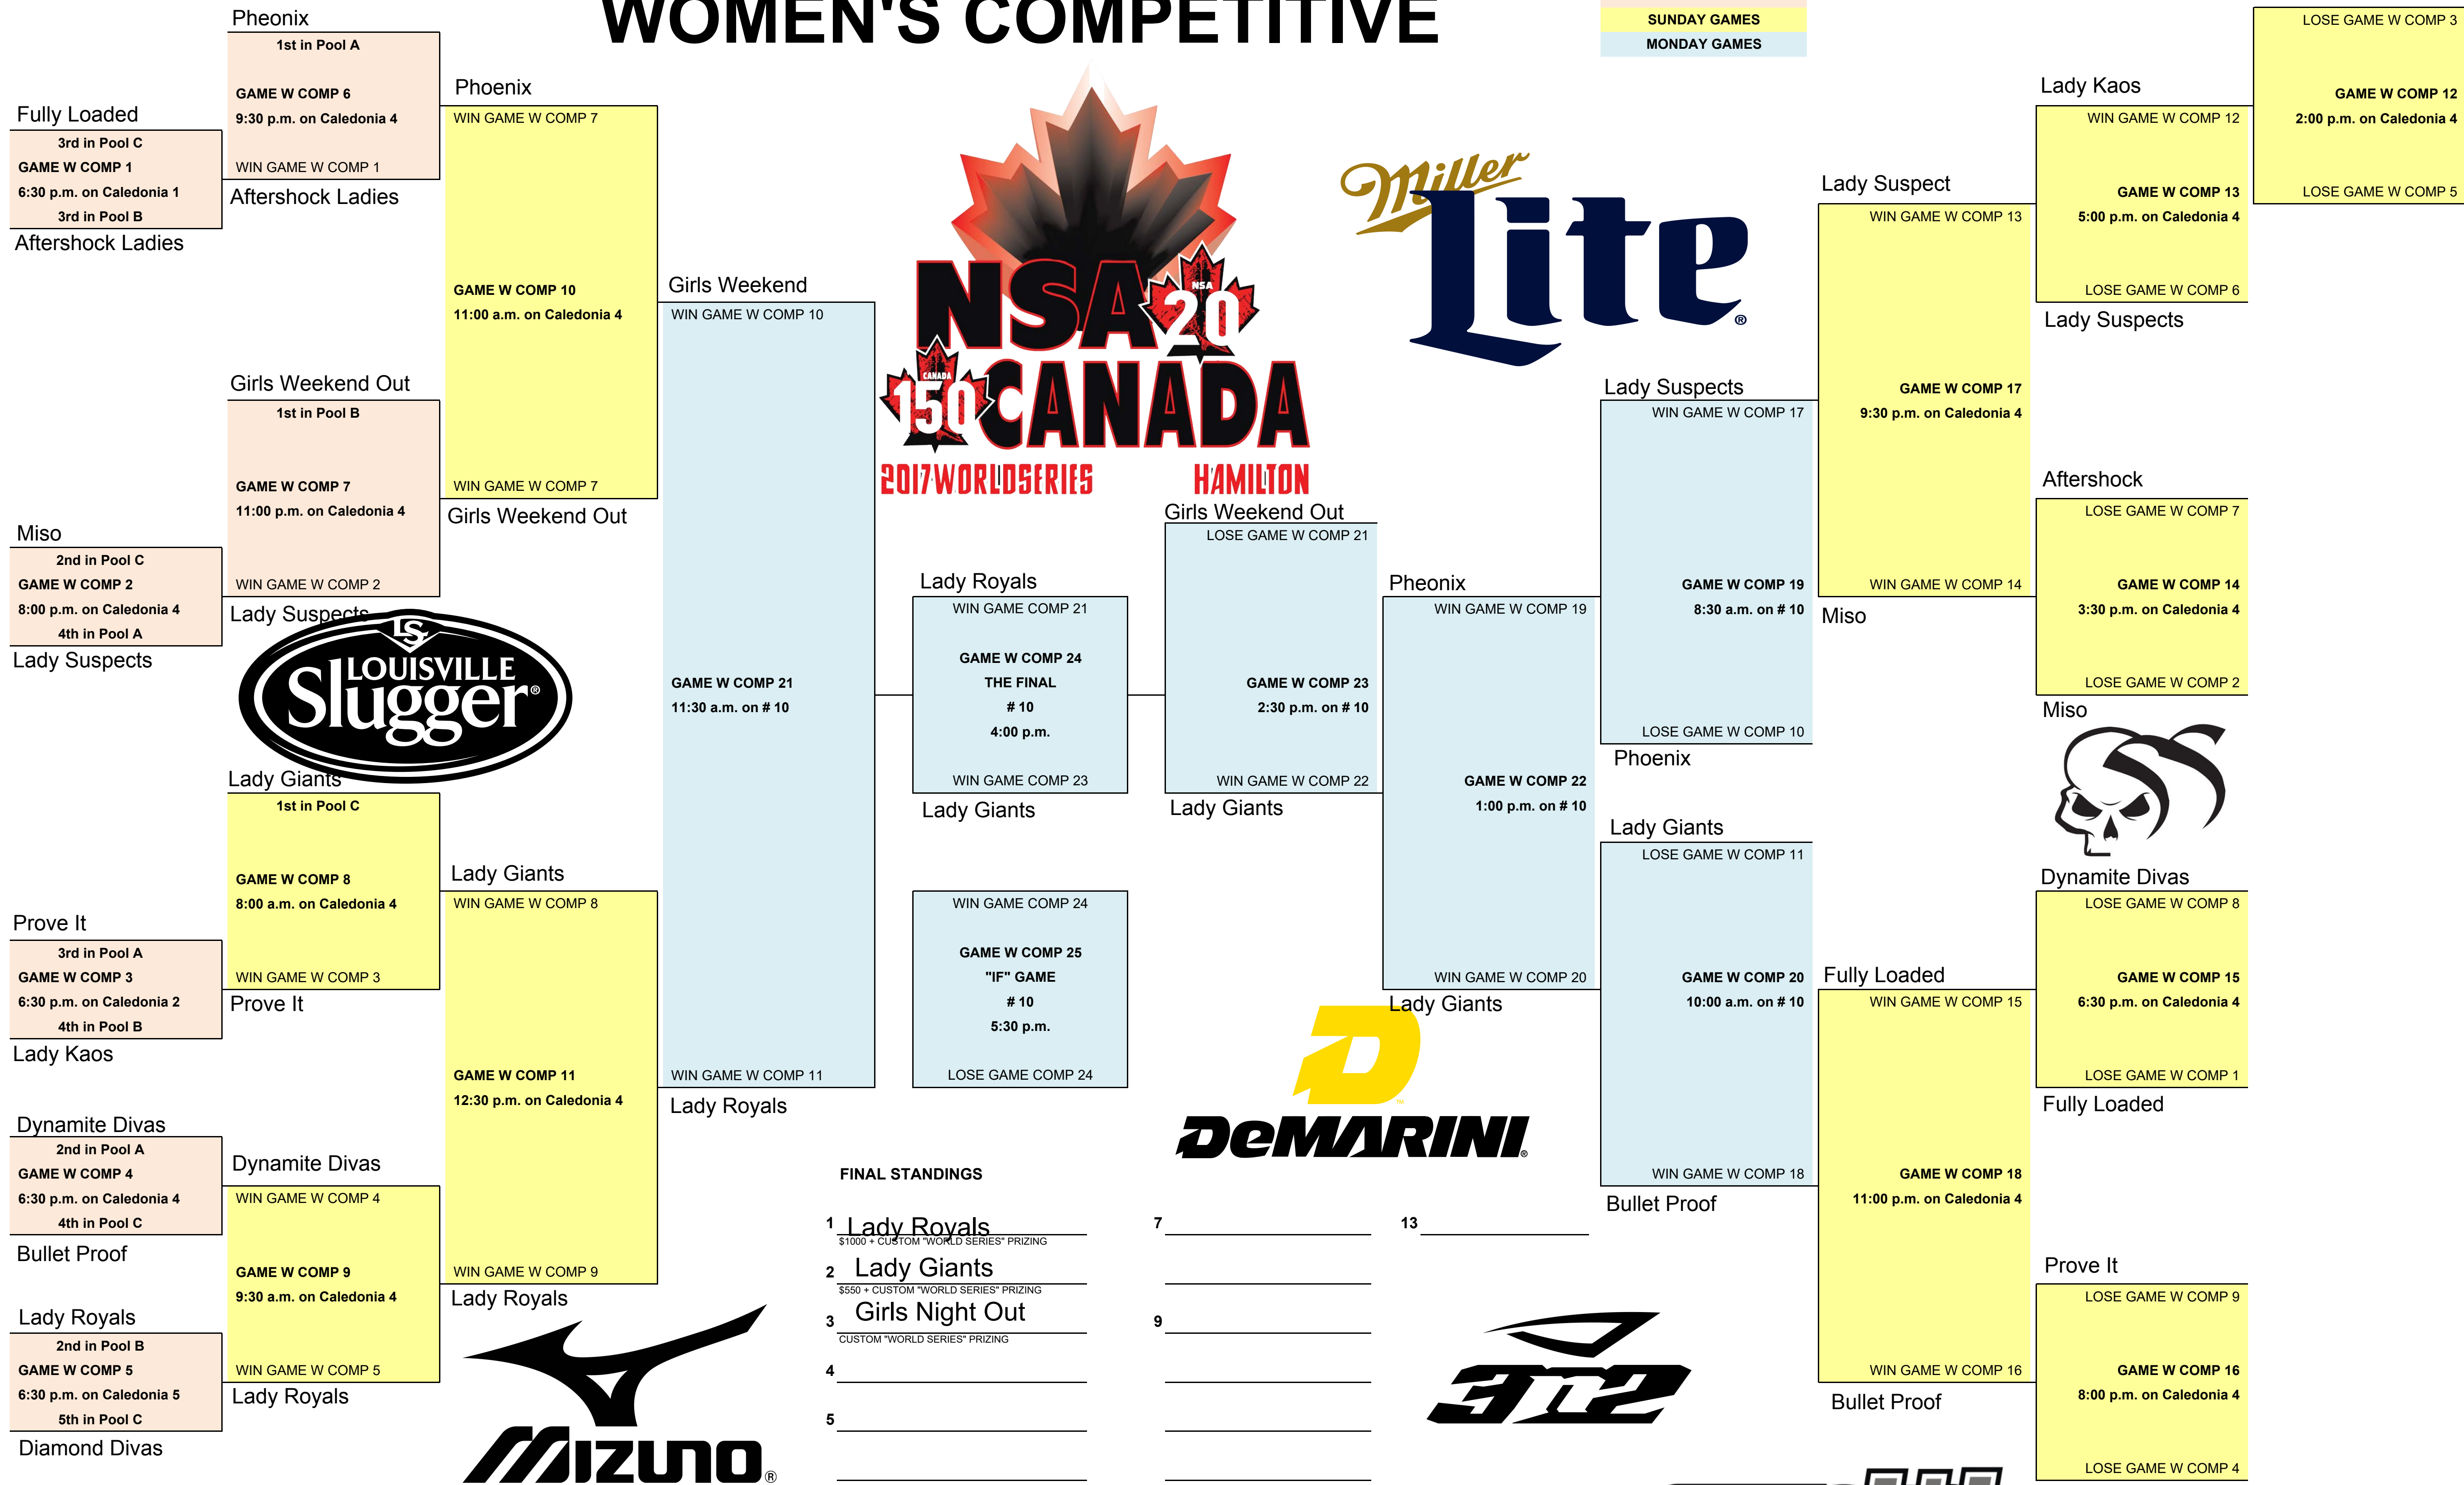 WOMEN'S COMPETITIVE
SUNDAY GAMES
MONDAY GAMES
Pheonix
1st in Pool A
GAME W COMP 6
9:30 p.m. on Caledonia 4
WIN GAME W COMP 1
Aftershock Ladies
Fully Loaded
3rd in Pool C
GAME W COMP 1
6:30 p.m. on Caledonia 1
3rd in Pool B
Aftershock Ladies
Girls Weekend Out
1st in Pool B
GAME W COMP 7
11:00 p.m. on Caledonia 4
WIN GAME W COMP 2
Lady Suspects
Miso
2nd in Pool C
GAME W COMP 2
8:00 p.m. on Caledonia 4
4th in Pool A
Lady Suspects
LS
LOUISVILLE
Slugger®
Lady Giants
1st in Pool C
GAME W COMP 8
8:00 a.m. on Caledonia 4
WIN GAME W COMP 3
Prove It
Prove It
3rd in Pool A
GAME W COMP 3
6:30 p.m. on Caledonia 2
4th in Pool B
Lady Kaos
Dynamite Divas
2nd in Pool A
GAME W COMP 4
6:30 p.m. on Caledonia 4
4th in Pool C
Bullet Proof
Dynamite Divas
WIN GAME W COMP 4
GAME W COMP 9
9:30 a.m. on Caledonia 4
WIN GAME W COMP 5
Lady Royals
Lady Royals
2nd in Pool B
GAME W COMP 5
6:30 p.m. on Caledonia 5
5th in Pool C
Diamond Divas
Phoenix
WIN GAME W COMP 7
GAME W COMP 10
11:00 a.m. on Caledonia 4
WIN GAME W COMP 7
Girls Weekend Out
Lady Giants
WIN GAME W COMP 8
GAME W COMP 11
12:30 p.m. on Caledonia 4
WIN GAME W COMP 9
Lady Royals
Girls Weekend
WIN GAME W COMP 10
GAME W COMP 21
11:30 a.m. on # 10
WIN GAME W COMP 11
Lady Royals
MIZUNO®
NSA
NSA
20
CANADA
150
CANADA
2017 WORLD SERIES HAMILTON
Miller
Lite®
Lady Royals
WIN GAME COMP 21
GAME W COMP 24
THE FINAL
# 10
4:00 p.m.
WIN GAME COMP 23
Lady Giants
WIN GAME COMP 24
GAME W COMP 25
"IF" GAME
# 10
5:30 p.m.
LOSE GAME COMP 24
Girls Weekend Out
LOSE GAME W COMP 21
GAME W COMP 23
2:30 p.m. on # 10
WIN GAME W COMP 22
Lady Giants
Pheonix
WIN GAME W COMP 19
GAME W COMP 22
1:00 p.m. on # 10
WIN GAME W COMP 20
Lady Giants
D™
DeMARINI®
Lady Suspects
WIN GAME W COMP 17
GAME W COMP 19
8:30 a.m. on # 10
LOSE GAME W COMP 10
Phoenix
Lady Giants
LOSE GAME W COMP 11
GAME W COMP 20
10:00 a.m. on # 10
WIN GAME W COMP 18
Bullet Proof
Lady Suspect
WIN GAME W COMP 13
GAME W COMP 17
9:30 p.m. on Caledonia 4
WIN GAME W COMP 14
Miso
Fully Loaded
WIN GAME W COMP 15
GAME W COMP 18
11:00 p.m. on Caledonia 4
WIN GAME W COMP 16
Bullet Proof
Lady Kaos
WIN GAME W COMP 12
GAME W COMP 13
5:00 p.m. on Caledonia 4
LOSE GAME W COMP 6
Lady Suspects
Aftershock
LOSE GAME W COMP 7
GAME W COMP 14
3:30 p.m. on Caledonia 4
LOSE GAME W COMP 2
Miso
Dynamite Divas
LOSE GAME W COMP 8
GAME W COMP 15
6:30 p.m. on Caledonia 4
LOSE GAME W COMP 1
Fully Loaded
Prove It
LOSE GAME W COMP 9
GAME W COMP 16
8:00 p.m. on Caledonia 4
LOSE GAME W COMP 4
LOSE GAME W COMP 3
GAME W COMP 12
2:00 p.m. on Caledonia 4
LOSE GAME W COMP 5
FINAL STANDINGS
1 Lady Royals
$1000 + CUSTOM "WORLD SERIES" PRIZING
2 Lady Giants
$550 + CUSTOM "WORLD SERIES" PRIZING
3 Girls Night Out
CUSTOM "WORLD SERIES" PRIZING
4
5
7
9
13
3n2